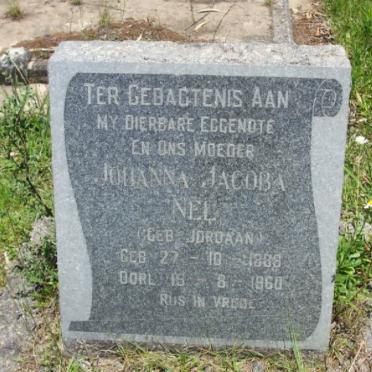 TER GEDAGTENIS AAN
MY DIERBARE EGGENOTE
EN ONS MOEDER
JOHANNA JACOBA
NEL
(GEB JORDAAN)
GEB 27 - 10 - 1888
OORL 15 - 8 - 1960
RUS IN VREDE